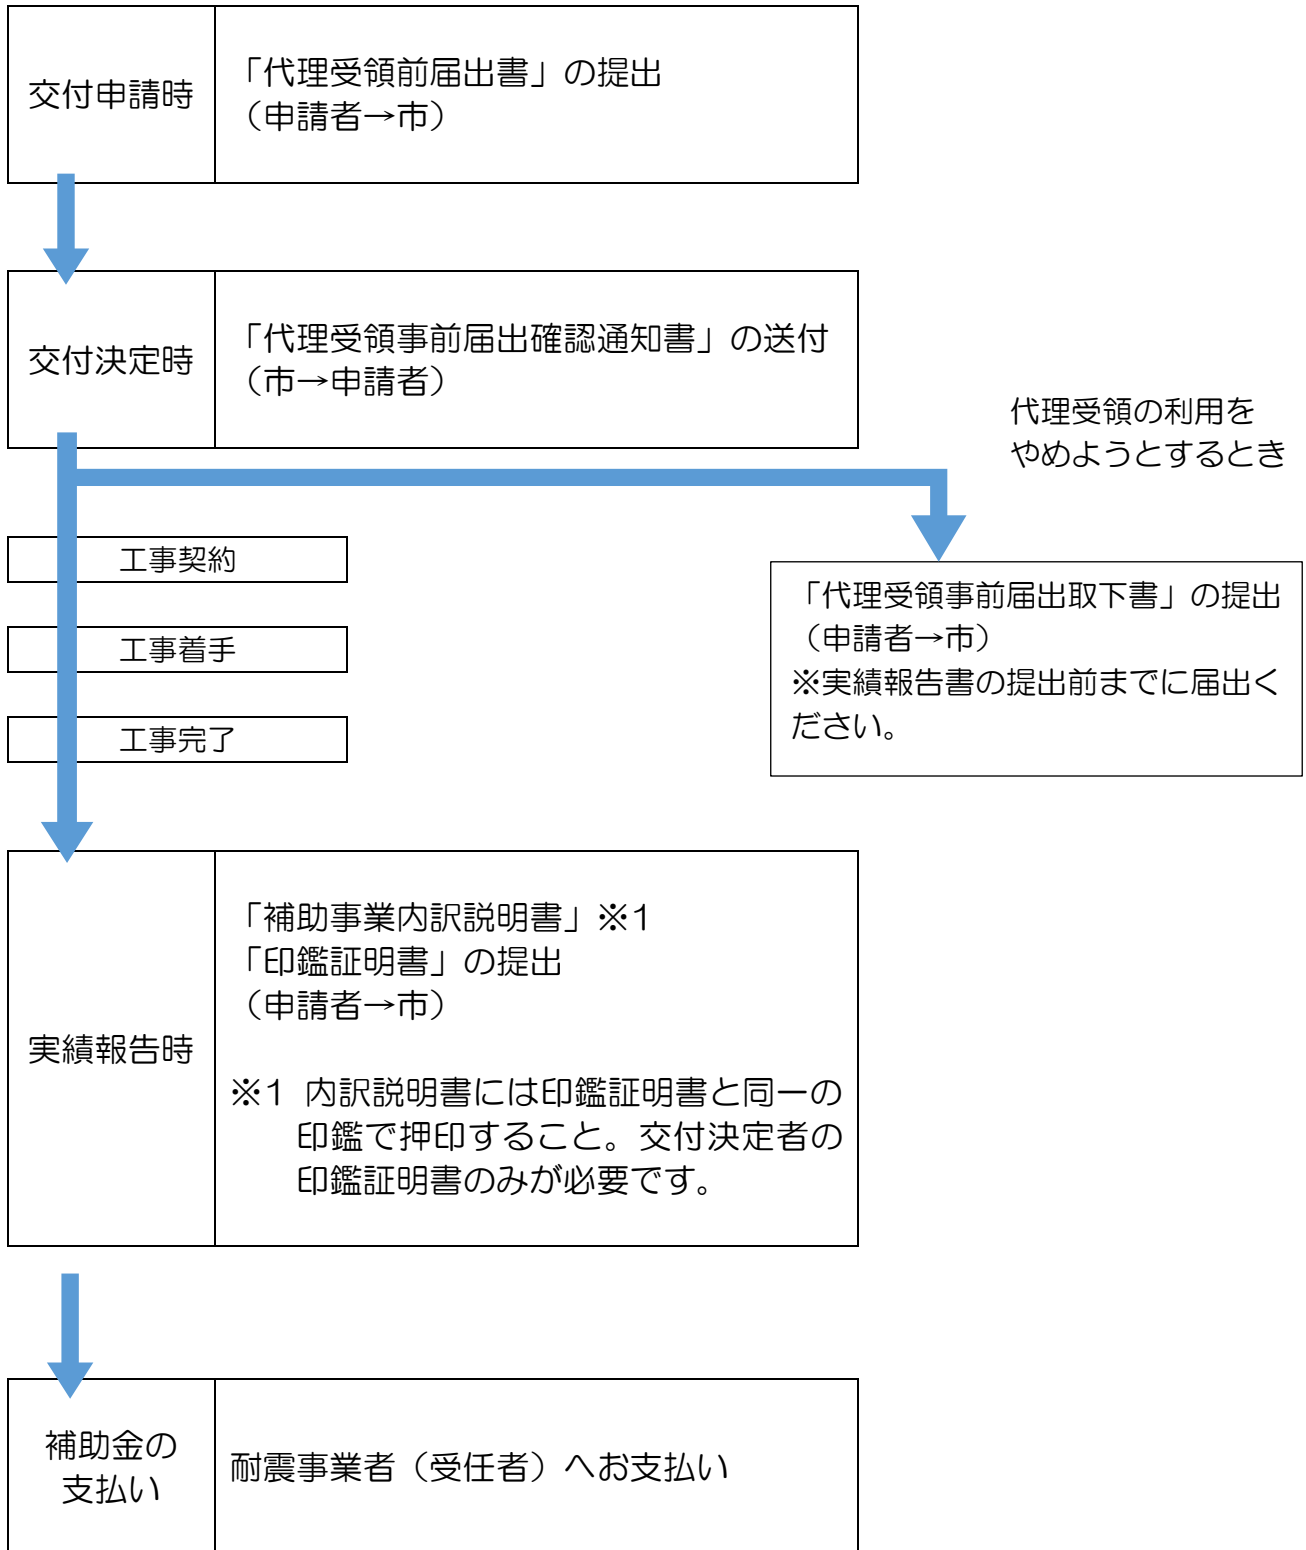 交付申請時
「代理受領前届出書」の提出
（申請者→市）
交付決定時
「代理受領事前届出確認通知書」の送付
（市→申請者）
代理受領の利用を
やめようとするとき
工事契約
工事着手
工事完了
「代理受領事前届出取下書」の提出
（申請者→市）
※実績報告書の提出前までに届出く
ださい。
実績報告時
「補助事業内訳説明書」※1
「印鑑証明書」の提出
（申請者→市）
※1 内訳説明書には印鑑証明書と同一の
印鑑で押印すること。交付決定者の
印鑑証明書のみが必要です。
補助金の
支払い
耐震事業者（受任者）へお支払い